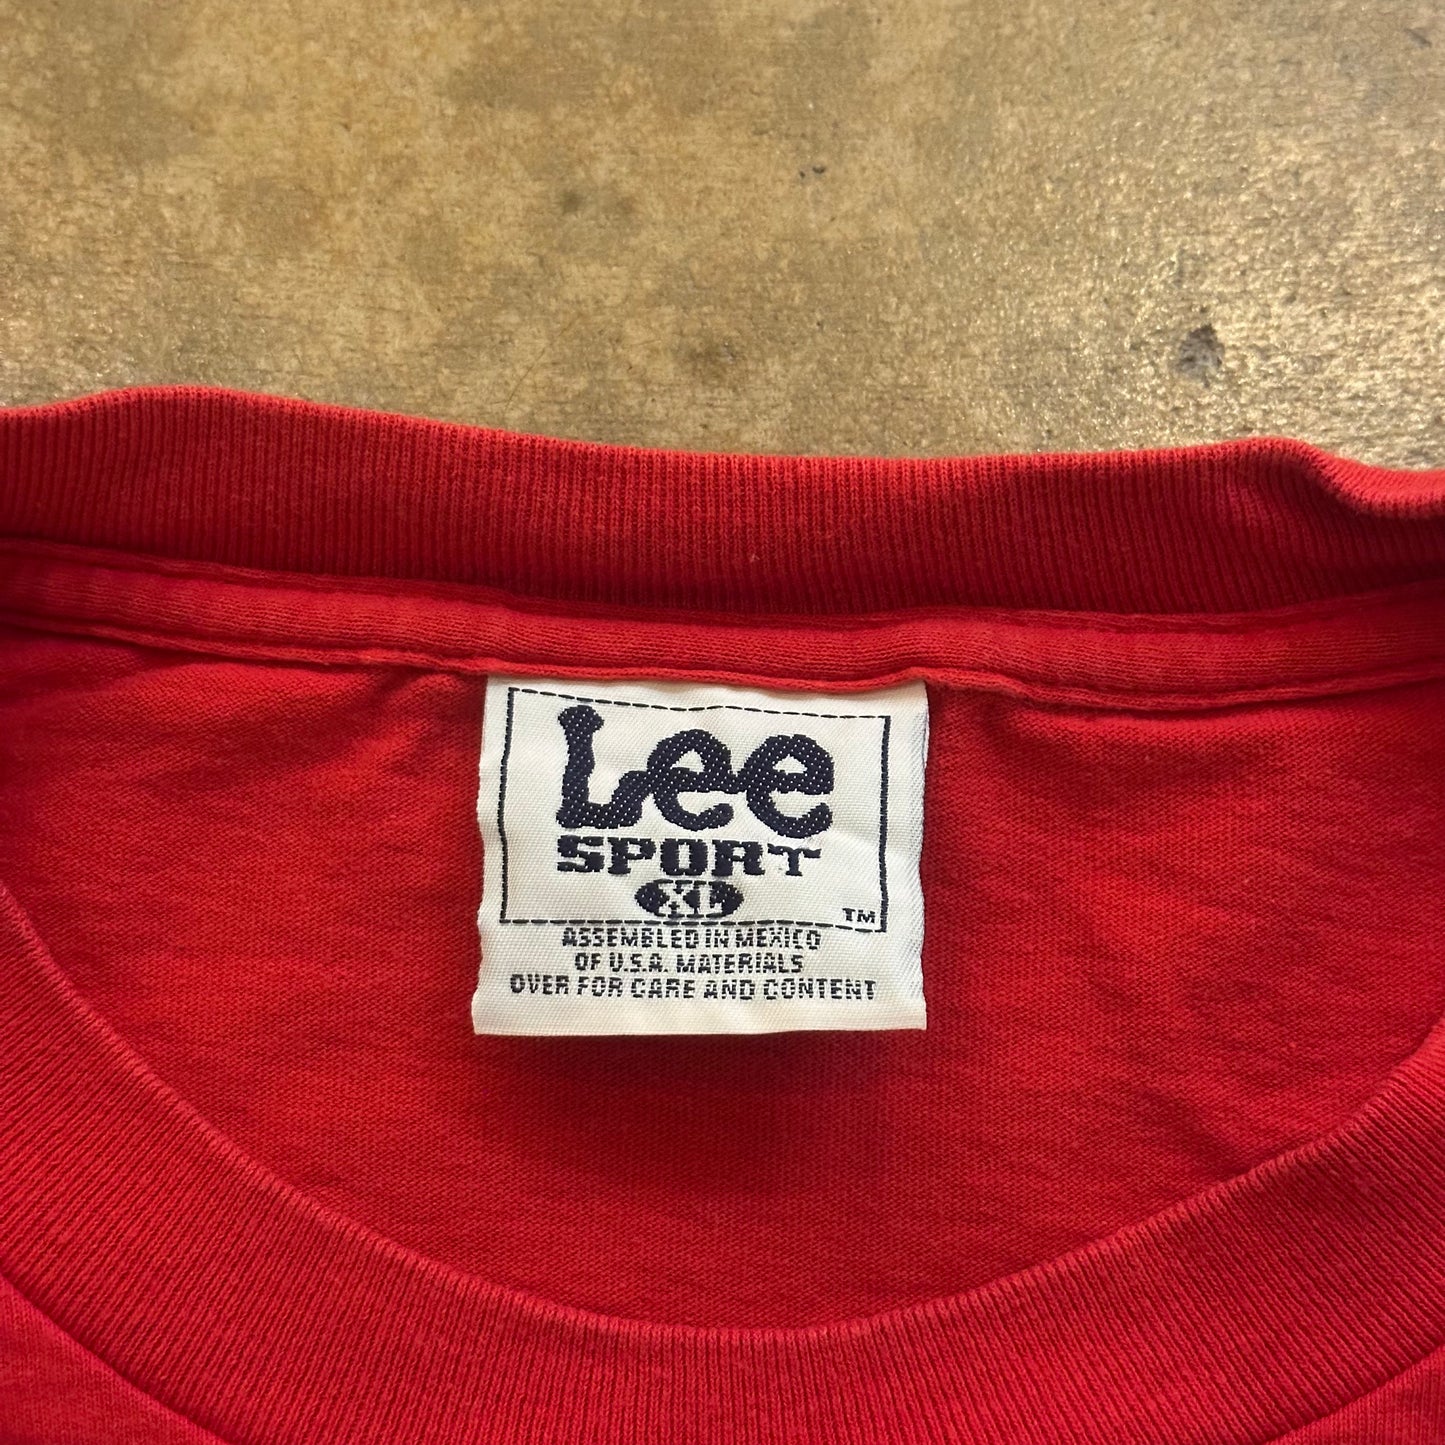 Lee
SPORT
XL
TM
ASSEMBLED IN MEXICO
OF U.S.A. MATERIALS
OVER FOR CARE AND CONTENT